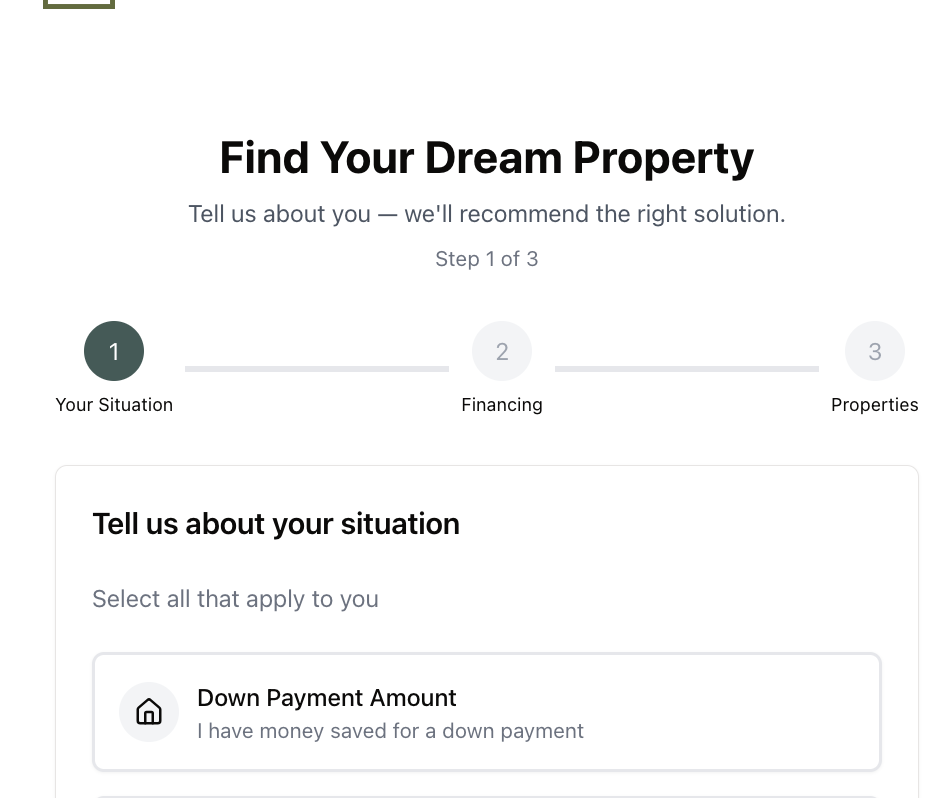 Find Your Dream Property
Tell us about you — we'll recommend the right solution.
Step 1 of 3
1
2
3
Your Situation
Financing
Properties
Tell us about your situation
Select all that apply to you
Down Payment Amount
I have money saved for a down payment